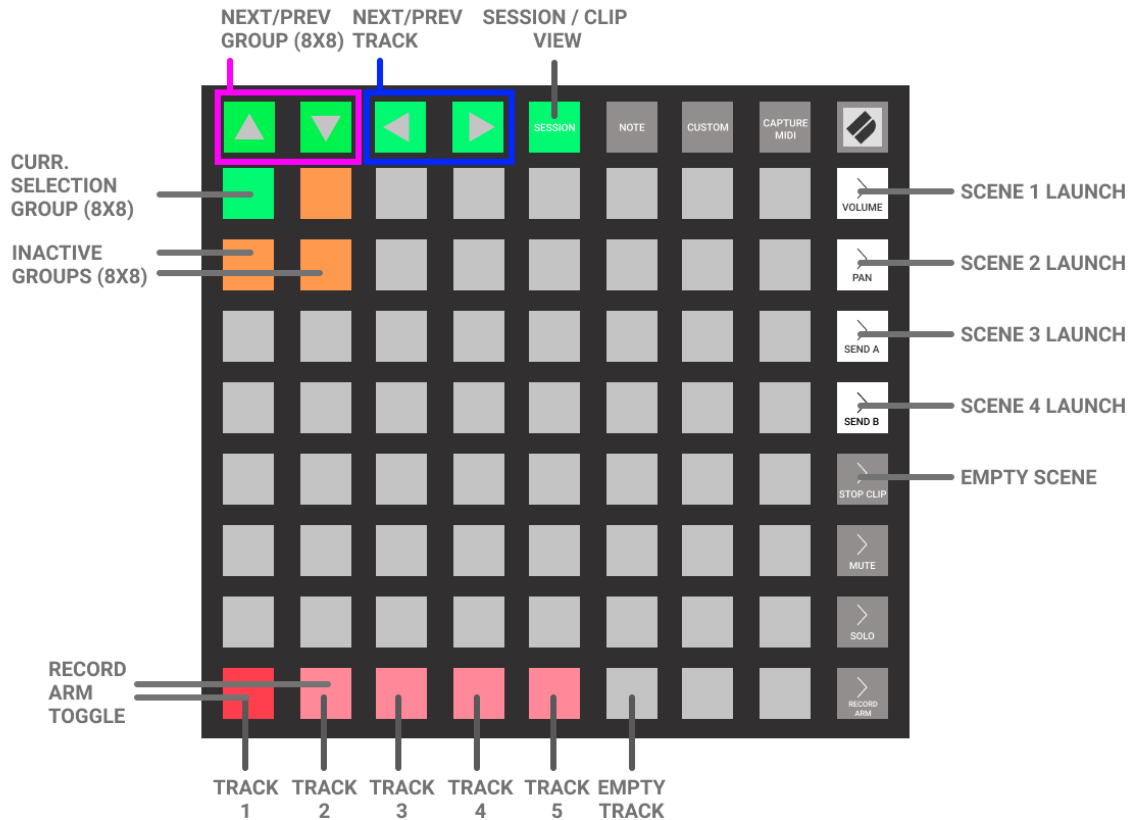 NEXT/PREV
GROUP (8X8)
NEXT/PREV
TRACK
SESSION / CLIP
VIEW
SESSION
NOTE
CUSTOM
CAPTURE
MIDI
CURR.
SELECTION
GROUP (8X8)
VOLUME
SCENE 1 LAUNCH
INACTIVE
GROUPS (8X8)
PAN
SCENE 2 LAUNCH
SEND A
SCENE 3 LAUNCH
SEND B
SCENE 4 LAUNCH
STOP CLIP
EMPTY SCENE
MUTE
SOLO
RECORD
ARM
TOGGLE
RECORD
ARM
TRACK
1
TRACK
2
TRACK
3
TRACK
4
TRACK
5
EMPTY
TRACK